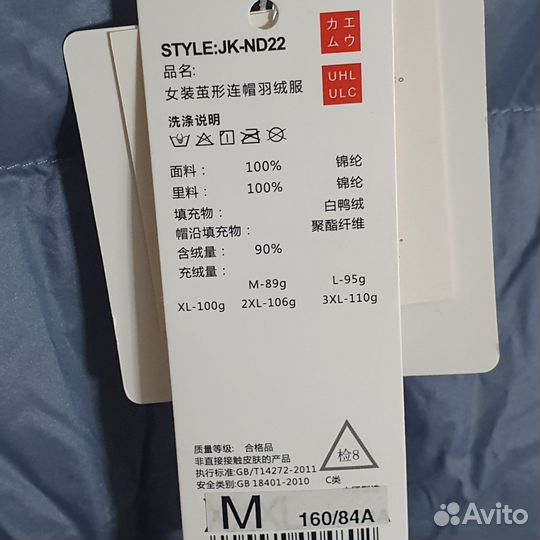 STYLE:JK-ND22
カエ
ムウ
品名:
女装茧形连帽羽绒服
UHL
ULC
洗涤说明
面料: 100% 锦纶
里料: 100% 锦纶
填充物: 白鸭绒
帽沿填充物: 聚酯纤维
含绒量: 90%
充绒量:
M-89g L-95g
XL-100g 2XL-106g 3XL-110g
质量等级: 合格品
非直接接触皮肤的产品
执行标准:GB/T14272-2011
安全类别:GB 18401-2010 C类
检8
M 160/84A
Avito